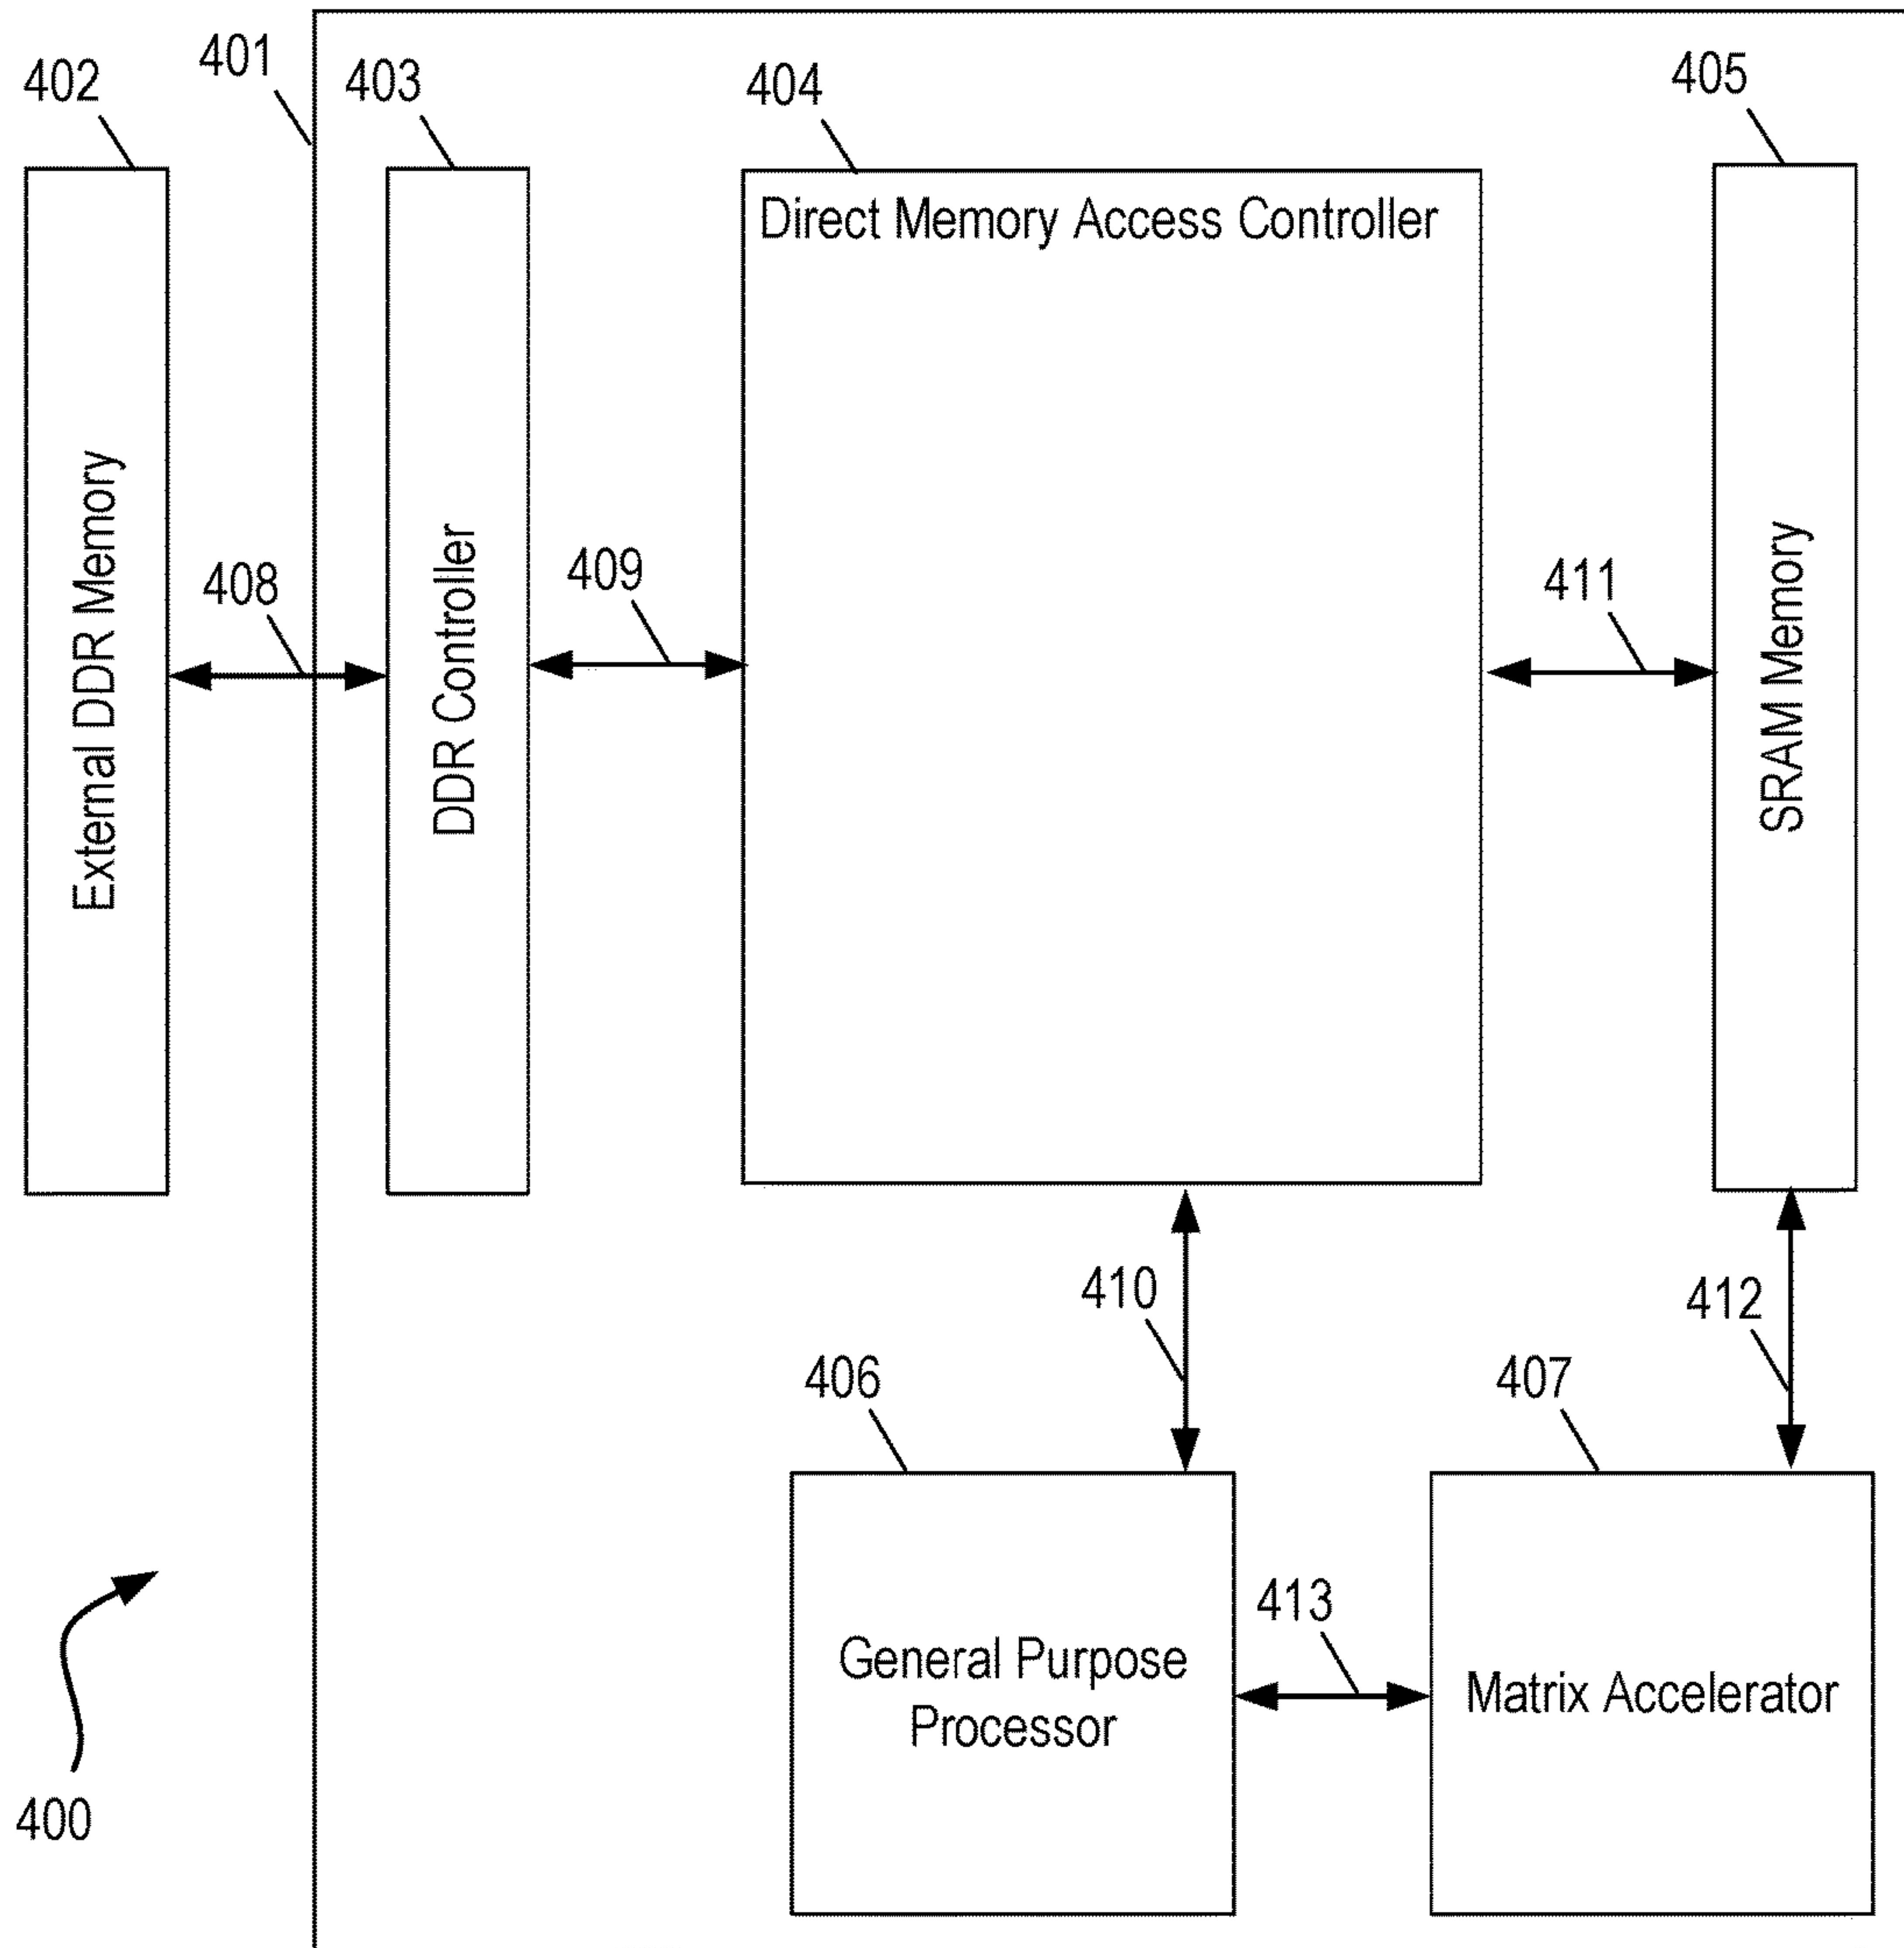 401
402
403
404
405
Direct Memory Access Controller
External DDR Memory
408
DDR Controller
409
411
SRAM Memory
410
412
406
407
General Purpose
Processor
413
Matrix Accelerator
400